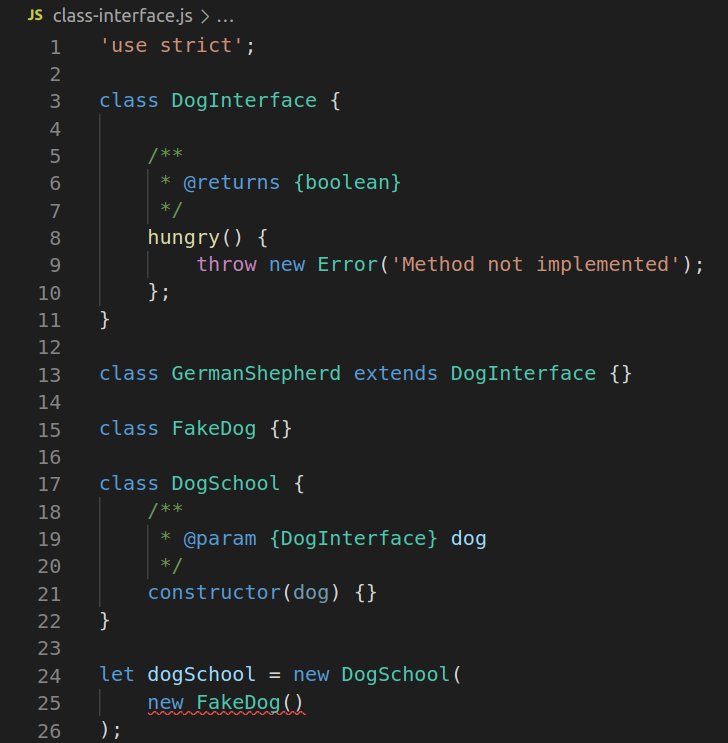 JS class-interface.js > ...
1 'use strict';
2
3 class DogInterface {
4
5     /**
6      * @returns {boolean}
7      */
8     hungry() {
9         throw new Error('Method not implemented');
10     };
11 }
12
13 class GermanShepherd extends DogInterface {}
14
15 class FakeDog {}
16
17 class DogSchool {
18     /**
19      * @param {DogInterface} dog
20      */
21     constructor(dog) {}
22 }
23
24 let dogSchool = new DogSchool(
25     new FakeDog()
26 );